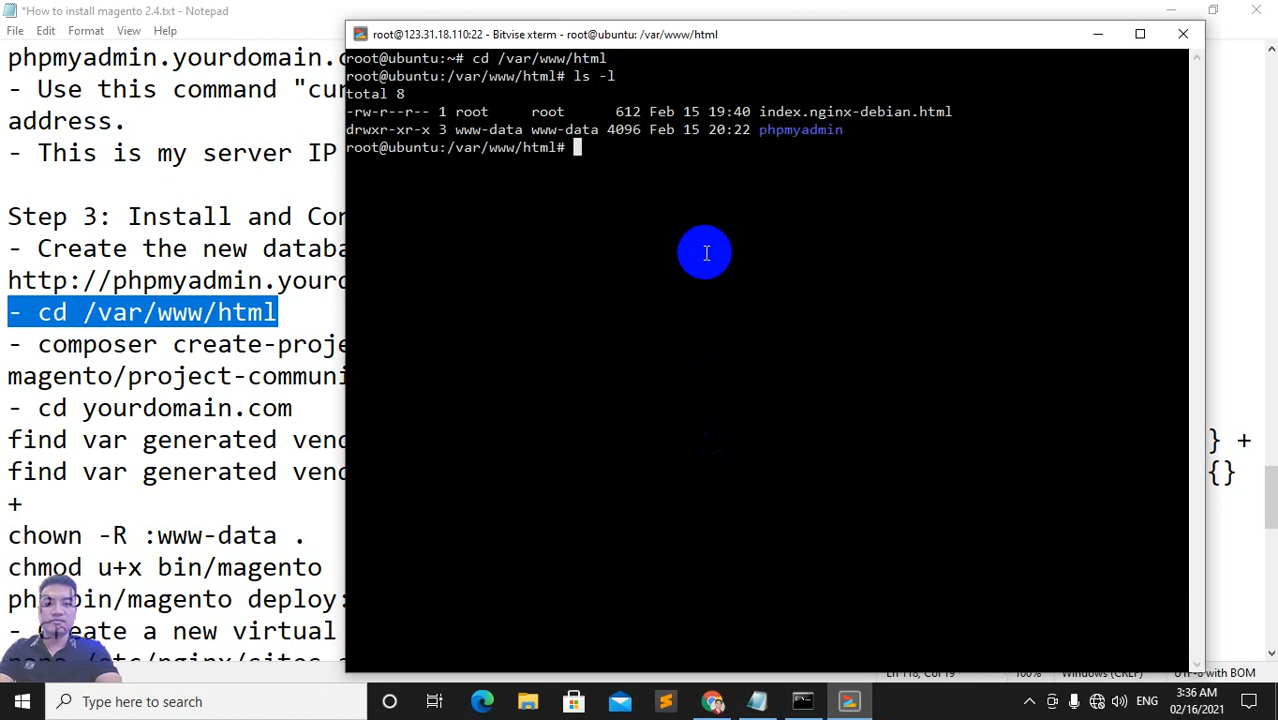 *How to install magento 2.4.txt - Notepad
File Edit Format View Help
phpmyadmin.yourdomain.
- Use this command "cu
address.
- This is my server IP
Step 3: Install and Con
- Create the new databa
http://phpmyadmin.your
- cd /var/www/html
- composer create-proje
magento/project-communi
- cd yourdomain.com
find var generated vend
} +
find var generated vend
{}
+
chown -R :www-data .
chmod u+x bin/magento
bin/magento deploy:
- Create a new virtual
root@123.31.18.110:22 - Bitvise xterm - root@ubuntu: /var/www/html
root@ubuntu:~# cd /var/www/html
root@ubuntu:/var/www/html# ls -l
total 8
-rw-r--r-- 1 root root 612 Feb 15 19:40 index.nginx-debian.html
drwxr-xr-x 3 www-data www-data 4096 Feb 15 20:22 phpmyadmin
root@ubuntu:/var/www/html#
100%
Type here to search
ENG
3:36 AM
02/16/2021